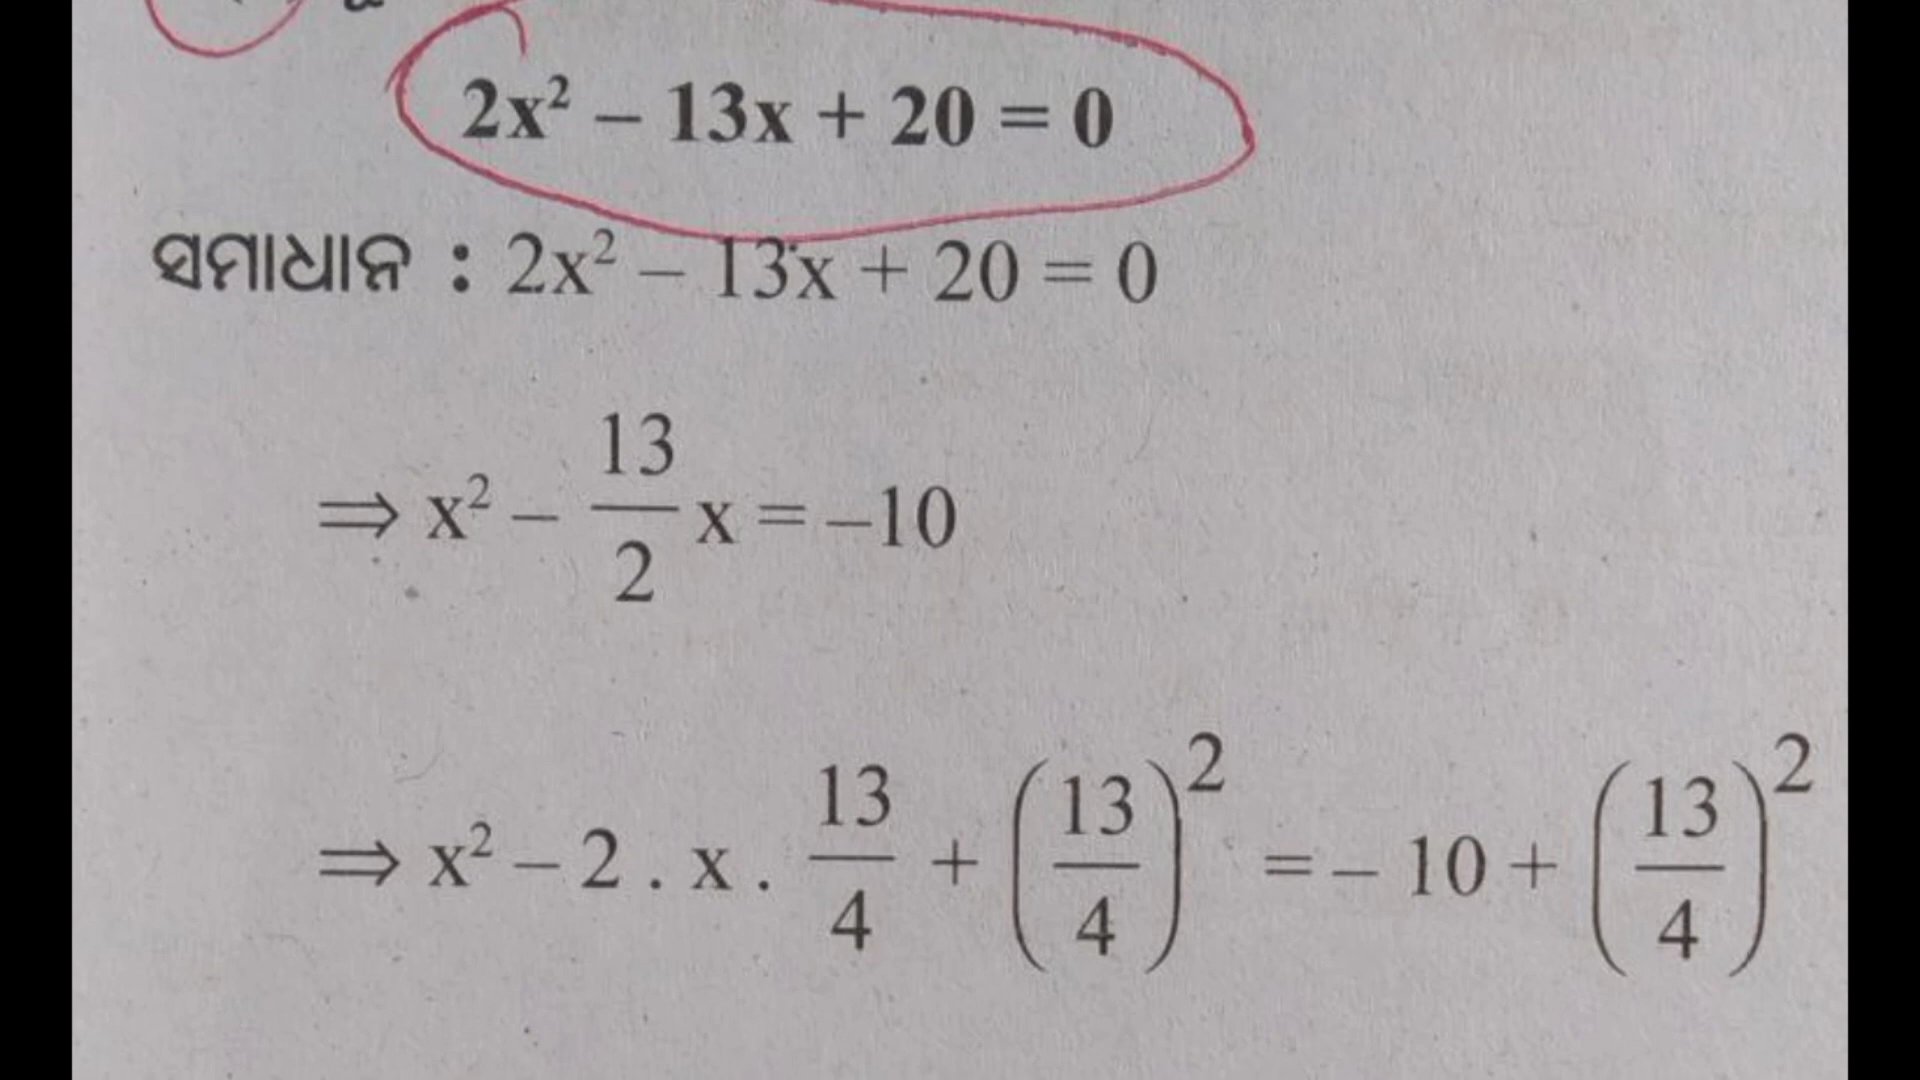 2x² – 13x + 20 = 0
ସମାଧାନ : 2x² – 13x + 20 = 0
⇒ x² – 13/2 x = –10
⇒ x² – 2 . x . 13/4 + (13/4)² = – 10 + (13/4)²